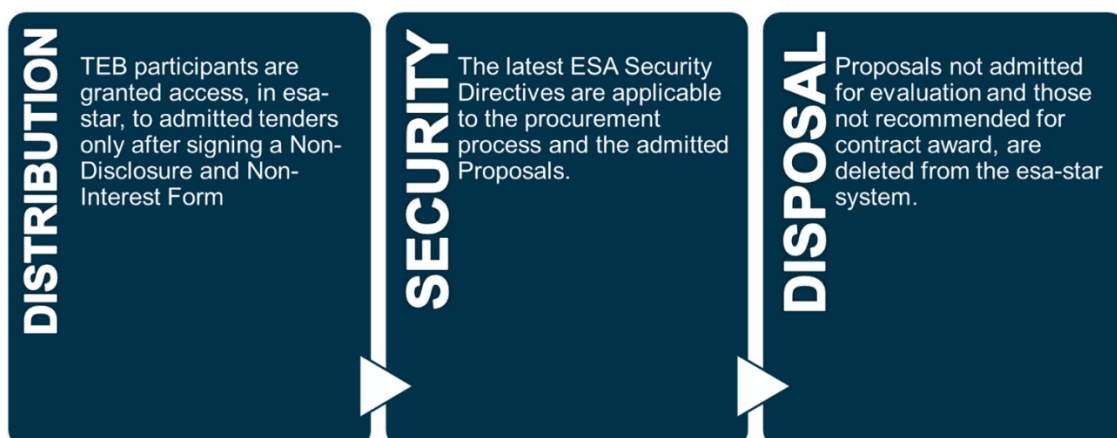 DISTRIBUTION
TEB participants are
granted access, in esa-
star, to admitted tenders
only after signing a Non-
Disclosure and Non-
Interest Form
SECURITY
The latest ESA Security
Directives are applicable
to the procurement
process and the admitted
Proposals.
DISPOSAL
Proposals not admitted
for evaluation and those
not recommended for
contract award, are
deleted from the esa-star
system.